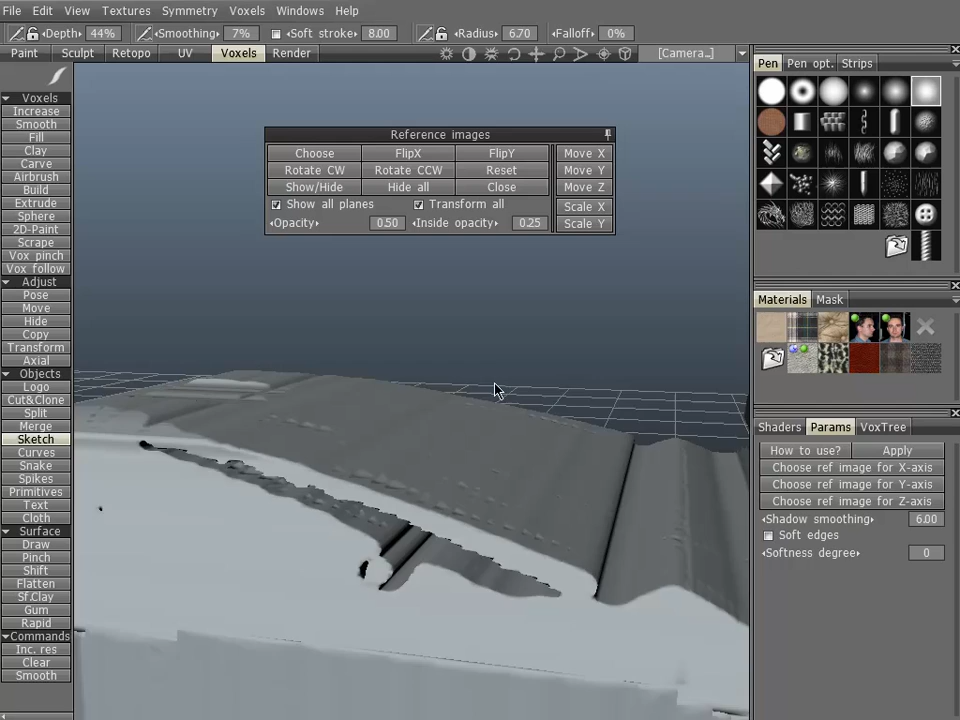 File Edit View Textures Symmetry Voxels Windows Help
Depth: 44% Smoothing: 7% Soft stroke: 8.00 Radius: 6.70 Falloff: 0%
Paint Sculpt Retopo UV Voxels Render [Camera..]
Voxels
Increase
Smooth
Fill
Clay
Carve
Airbrush
Build
Extrude
Sphere
2D-Paint
Scrape
Vox pinch
Vox follow
Adjust
Pose
Move
Hide
Copy
Transform
Axial
Objects
Logo
Cut&Clone
Split
Merge
Sketch
Curves
Snake
Spikes
Primitives
Text
Cloth
Surface
Draw
Pinch
Shift
Flatten
Sf.Clay
Gum
Rapid
Commands
Inc. res
Clear
Smooth
Reference images
Choose FlipX FlipY Move X
Rotate CW Rotate CCW Reset Move Y
Show/Hide Hide all Close Move Z
Show all planes Transform all Scale X
Opacity: 0.50 Inside opacity: 0.25 Scale Y
Pen Pen opt. Strips
Materials Mask
Shaders Params VoxTree
How to use? Apply
Choose ref image for X-axis
Choose ref image for Y-axis
Choose ref image for Z-axis
Shadow smoothing: 6.00
Soft edges
Softness degree: 0